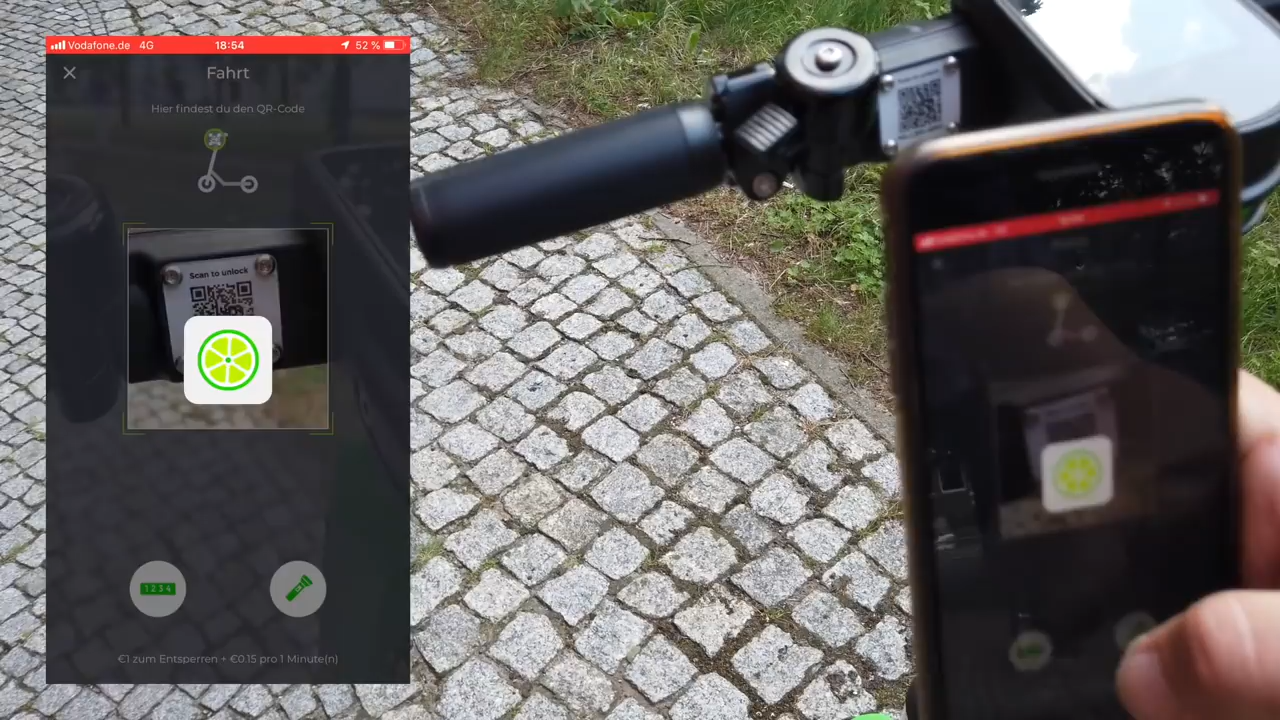 Vodafone.de 4G 18:54 52 %
Fahrt
Hier findest du den QR-Code
Scan to unlock
1234
€1 zum Entsperren + €0.15 pro 1 Minute(n)